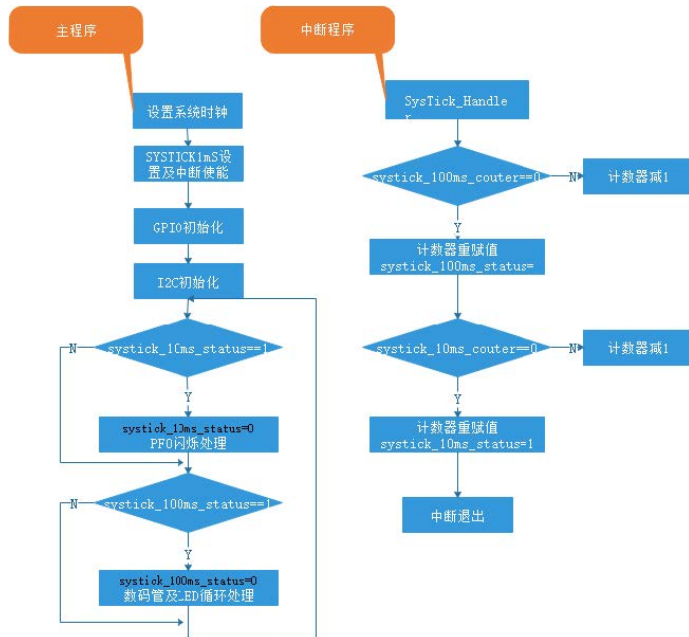 主程序
设置系统时钟
SYSTICK1mS设
置及中断使能
GPIO初始化
I2C初始化
systick_10ms_status==1
N
Y
systick_10ms_status=0
PF0闪烁处理
systick_100ms_status==1
N
Y
systick_100ms_status=0
数码管及LED循环处理
中断程序
SysTick_Handle
r
systick_100ms_couter==0
N
计数器减1
Y
计数器重赋值
systick_100ms_status=
systick_10ms_couter==0
N
计数器减1
Y
计数器重赋值
systick_10ms_status=1
中断退出